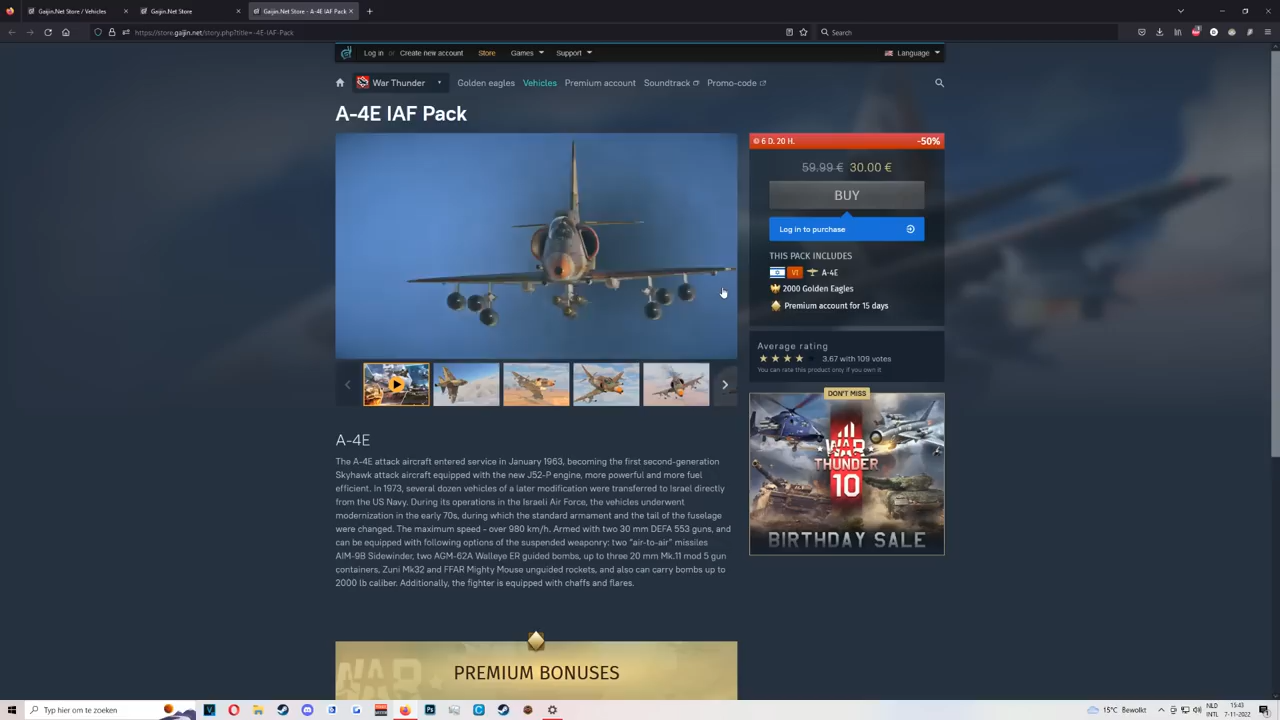 Gaijin.Net Store / Vehicles
Gaijin.Net Store
Gaijin.Net Store - A-4E IAF Pack
https://store.gaijin.net/story.php?title=-4E-IAF-Pack
Search
Log in or Create new account Store Games Support Language
War Thunder Golden eagles Vehicles Premium account Soundtrack Promo-code
A-4E IAF Pack
6 D. 20 H. -50%
59.99 € 30.00 €
BUY
Log in to purchase
THIS PACK INCLUDES
VI A-4E
2000 Golden Eagles
Premium account for 15 days
Average rating
3.67 with 109 votes
You can rate this product only if you own it
DON'T MISS
WAR
THUNDER
10
BIRTHDAY SALE
A-4E
The A-4E attack aircraft entered service in January 1963, becoming the first second-generation
Skyhawk attack aircraft equipped with the new J52-P engine, more powerful and more fuel
efficient. In 1973, several dozen vehicles of a later modification were transferred to Israel directly
from the US Navy. During its operations in the Israeli Air Force, the vehicles underwent
modernization in the early 70s, during which the standard armament and the tail of the fuselage
were changed. The maximum speed - over 980 km/h. Armed with two 30 mm DEFA 553 guns, and
can be equipped with following options of the suspended weaponry: two "air-to-air" missiles
AIM-9B Sidewinder, two AGM-62A Walleye ER guided bombs, up to three 20 mm Mk.11 mod 5 gun
containers, Zuni Mk32 and FFAR Mighty Mouse unguided rockets, and also can carry bombs up to
2000 lb caliber. Additionally, the fighter is equipped with chaffs and flares.
WAR
PREMIUM BONUSES
Typ hier om te zoeken
15°C Bewolkt
NLD
INTL
15:43
7-11-2022